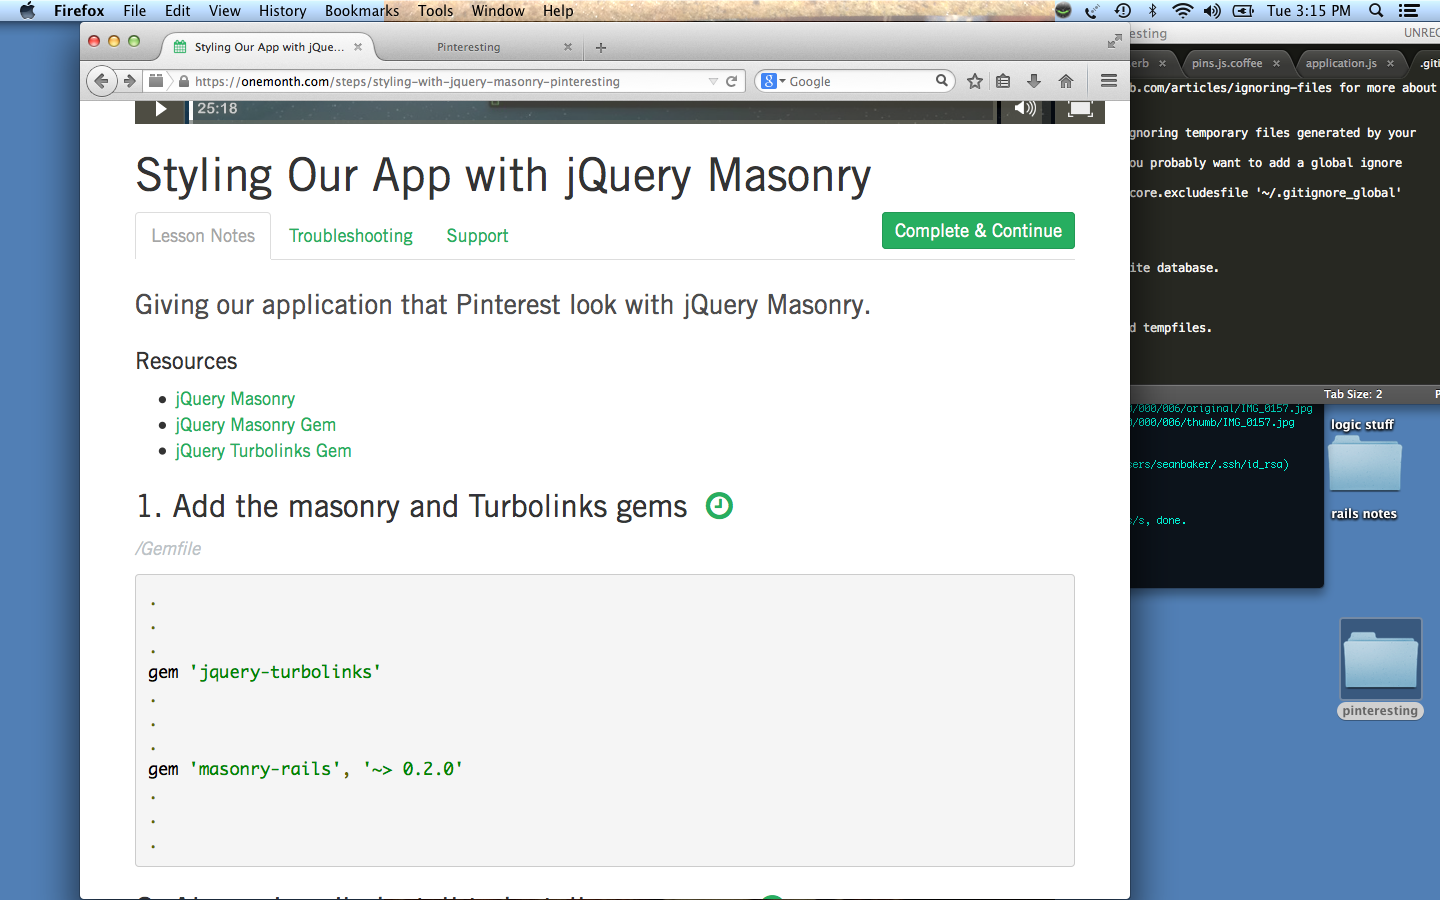 Firefox File Edit View History Bookmarks Tools Window Help Tue 3:15 PM
Styling Our App with jQue...
Pinteresting
https://onemonth.com/steps/styling-with-jquery-masonry-pinteresting
Google
25:18
Styling Our App with jQuery Masonry
Lesson Notes
Troubleshooting
Support
Complete & Continue
Giving our application that Pinterest look with jQuery Masonry.
Resources
jQuery Masonry
jQuery Masonry Gem
jQuery Turbolinks Gem
1. Add the masonry and Turbolinks gems
/Gemfile
.
.
.
gem 'jquery-turbolinks'
.
.
.
gem 'masonry-rails', '~> 0.2.0'
.
.
.
esting
UNREG
erb
pins.js.coffee
application.js
.giti
b.com/articles/ignoring-files for more about
gnoring temporary files generated by your
ou probably want to add a global ignore
core.excludesfile '~/.gitignore_global'
ite database.
d tempfiles.
Tab Size: 2
/000/006/original/IMG_0157.jpg
/000/006/thumb/IMG_0157.jpg
ers/seanbaker/.ssh/id_rsa)
/s, done.
logic stuff
rails notes
pinteresting